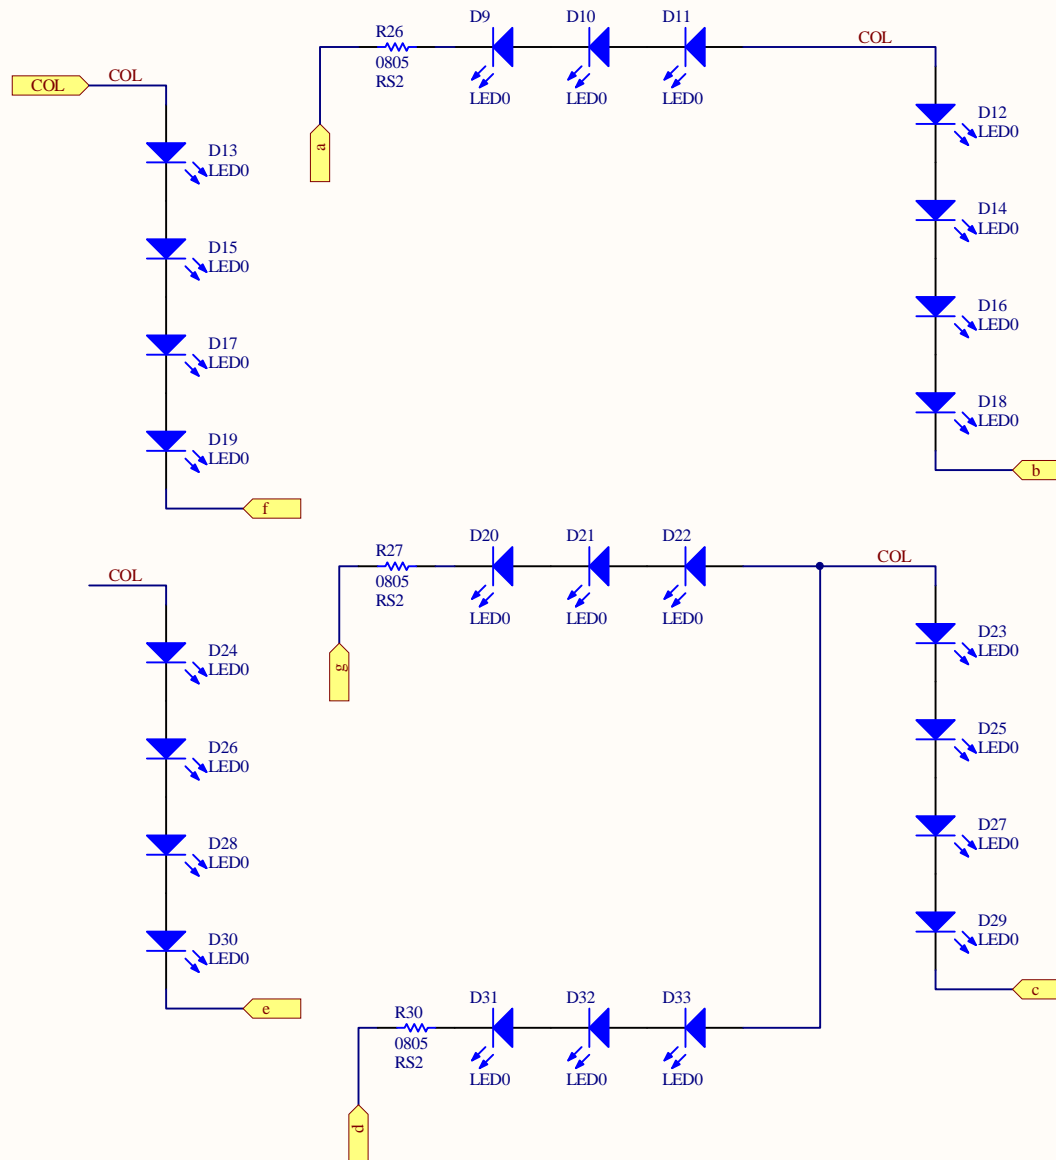 D9
D10
D11
R26
COL
0805
RS2
LED0
LED0
LED0
COL
COL
a
D12
LED0
D13
LED0
D14
LED0
D15
LED0
D16
LED0
D17
LED0
D18
LED0
D19
LED0
b
f
D20
D21
D22
R27
COL
0805
RS2
LED0
LED0
LED0
COL
D23
LED0
g
D24
LED0
D25
LED0
D26
LED0
D27
LED0
D28
LED0
D29
LED0
D30
LED0
c
e
D31
D32
D33
R30
0805
RS2
LED0
LED0
LED0
d